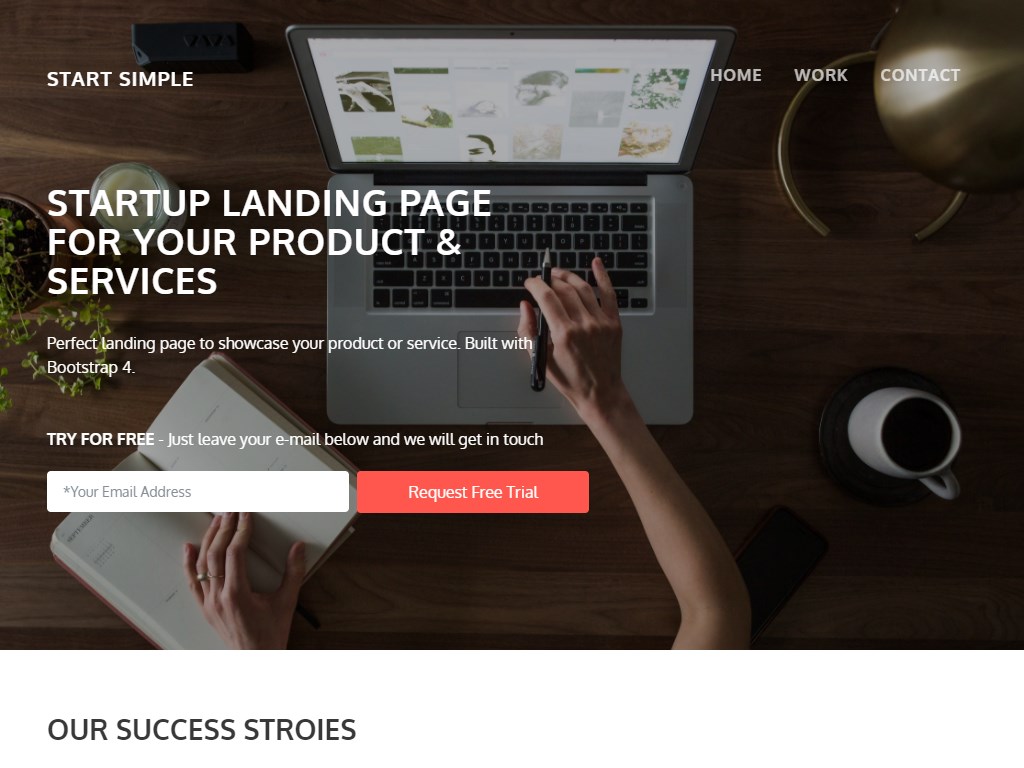 START SIMPLE
HOME WORK CONTACT
STARTUP LANDING PAGE
FOR YOUR PRODUCT &
SERVICES
Perfect landing page to showcase your product or service. Built with
Bootstrap 4.
TRY FOR FREE - Just leave your e-mail below and we will get in touch
*Your Email Address
Request Free Trial
OUR SUCCESS STROIES